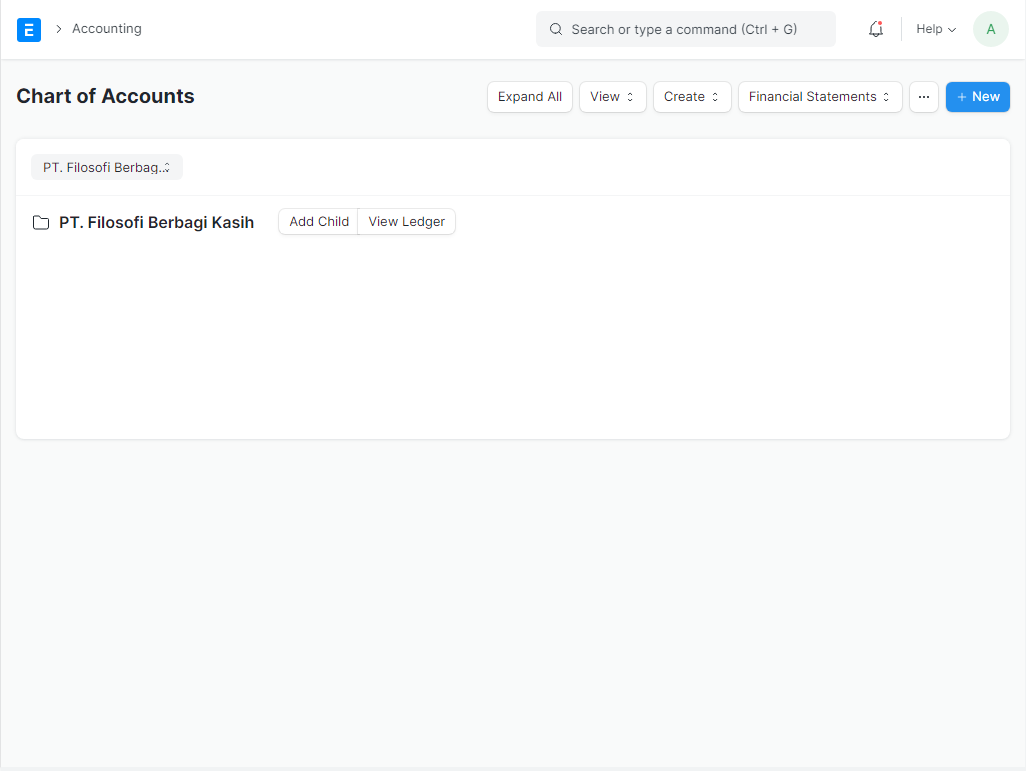 E
Accounting
Search or type a command (Ctrl + G)
Help
A
Chart of Accounts
Expand All
View
Create
Financial Statements
...
+ New
PT. Filosofi Berbag...
PT. Filosofi Berbagi Kasih
Add Child
View Ledger